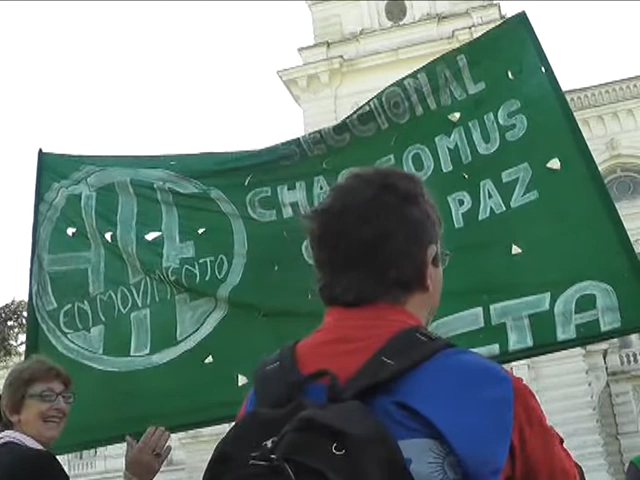 ATE
EN MOVIMIENTO
SECCIONAL
CHASCOMUS
PAZ
CTA